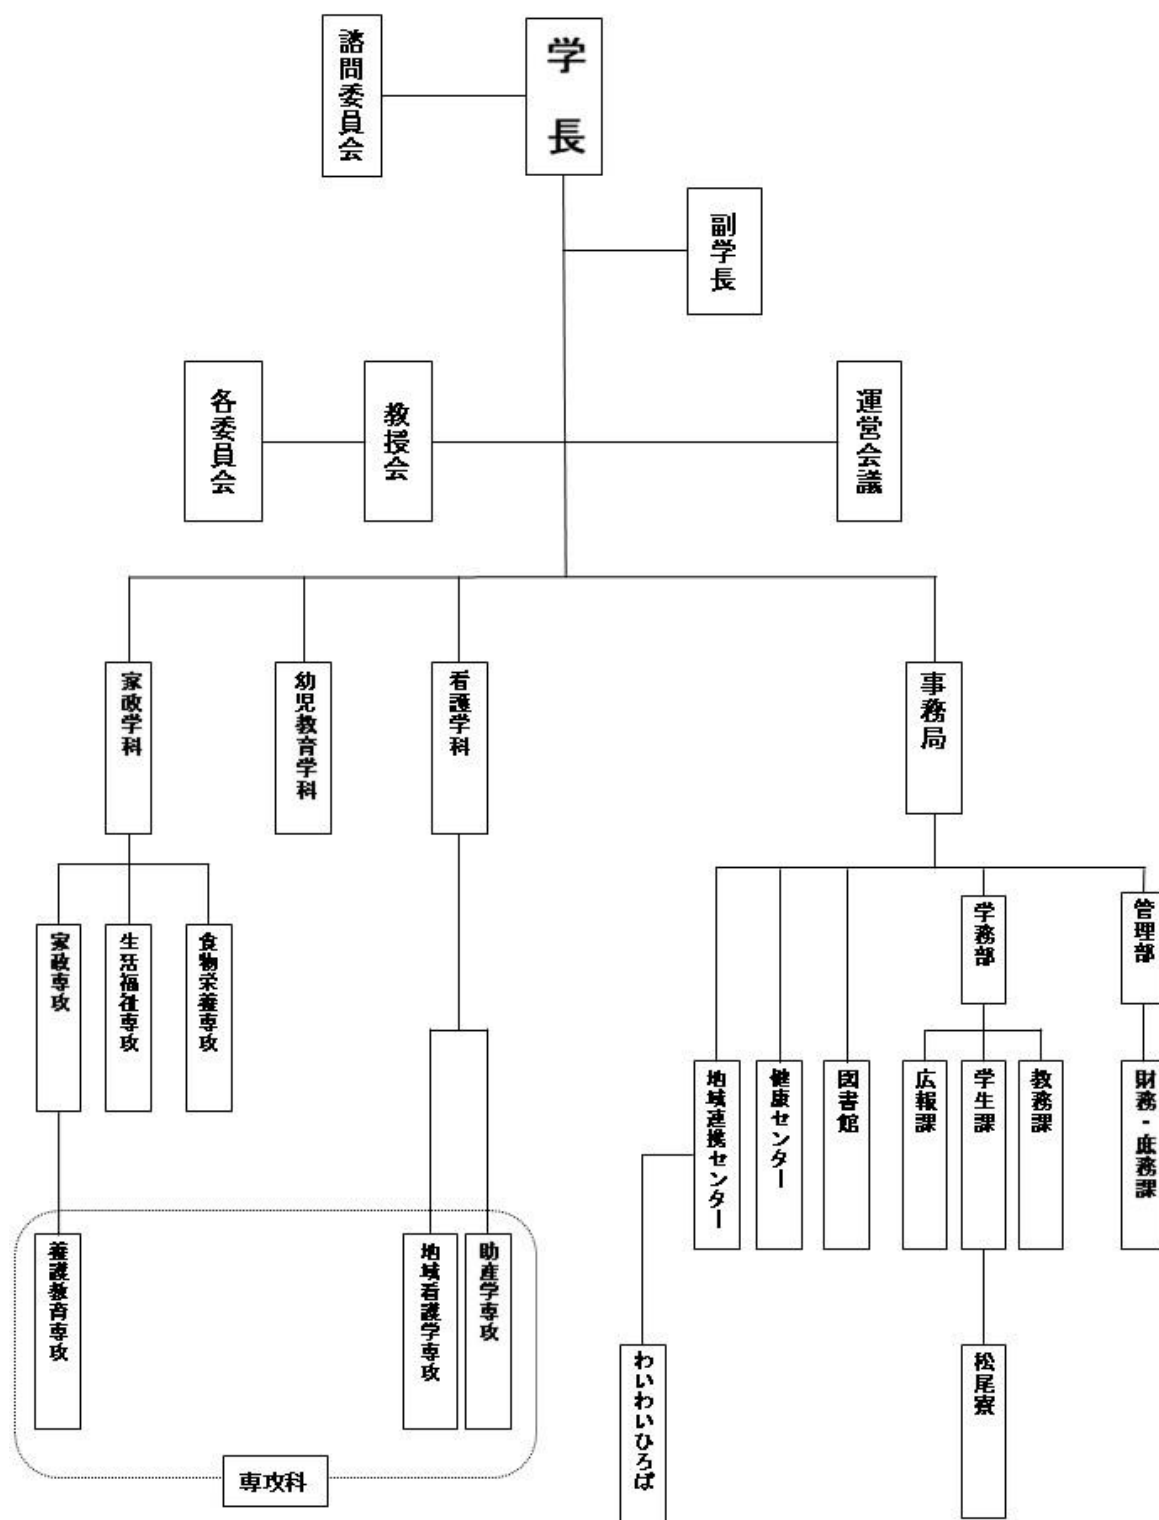 諮問委員会
学長
副学長
各委員会
教授会
運営会議
家政学科
幼児教育学科
看護学科
事務局
家政専攻
生活福祉専攻
食物栄養専攻
学務部
管理部
地域連携センター
健康センター
図書館
広報課
学生課
教務課
財務・庶務課
養護教育専攻
地域看護学専攻
助産学専攻
わいわいひろば
松尾寮
専攻科